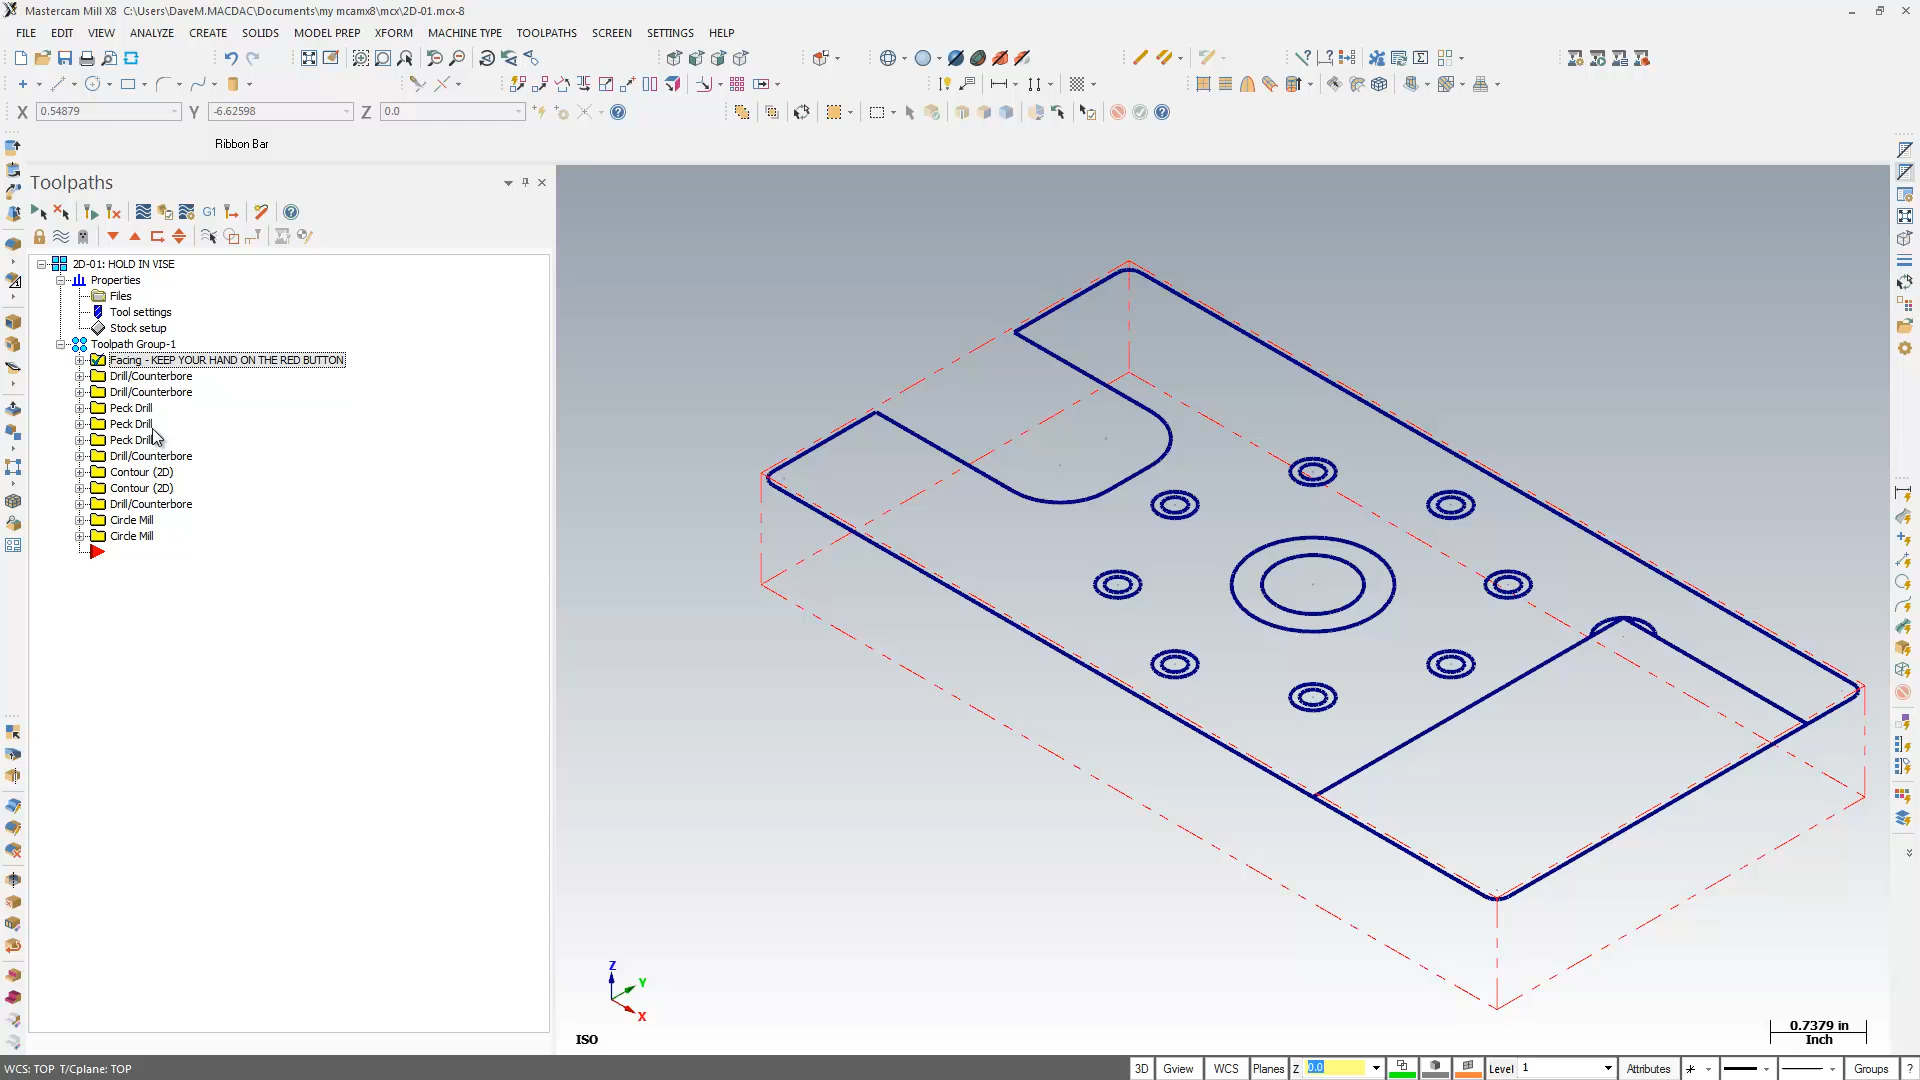 Mastercam Mill X8 C:\Users\DaveM.MACDAC\Documents\my mcamx8\mcx\2D-01.mcx-8
FILE EDIT VIEW ANALYZE CREATE SOLIDS MODEL PREP XFORM MACHINE TYPE TOOLPATHS SCREEN SETTINGS HELP
X 0.54879 Y -6.62598 Z 0.0
Ribbon Bar
Toolpaths
G1
2D-01: HOLD IN VISE
Properties
Files
Tool settings
Stock setup
Toolpath Group-1
Facing - KEEP YOUR HAND ON THE RED BUTTON
Drill/Counterbore
Drill/Counterbore
Peck Drill
Peck Drill
Peck Drill
Drill/Counterbore
Contour (2D)
Contour (2D)
Drill/Counterbore
Circle Mill
Circle Mill
Z
Y
X
ISO
0.7379 in
Inch
WCS: TOP T/Cplane: TOP
3D Gview WCS Planes Z 0.0 Level 1 Attributes Groups ?